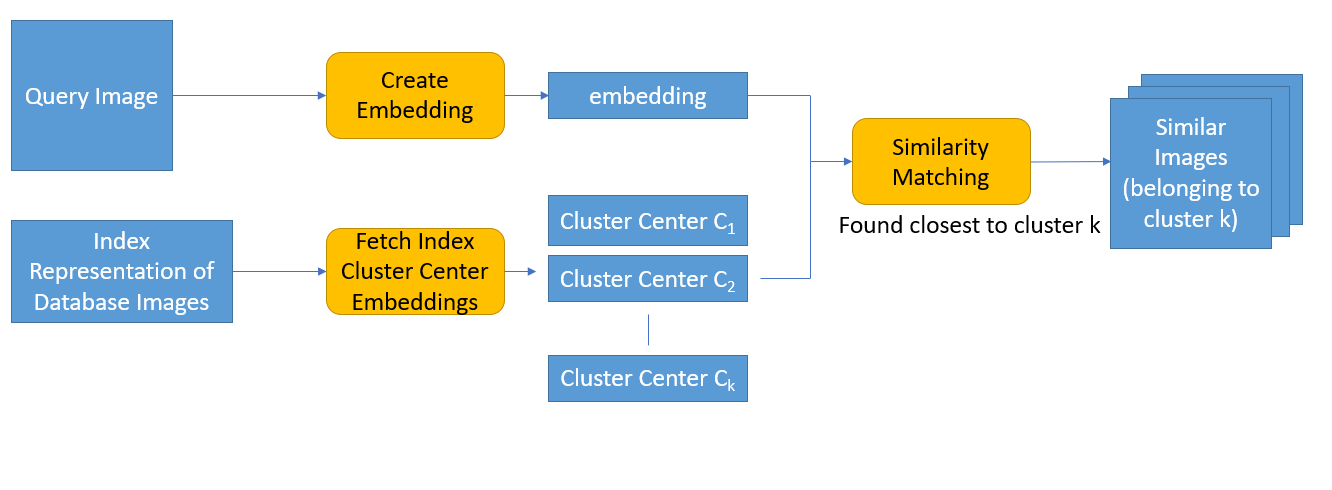 Query Image
Create
Embedding
embedding
Similarity
Matching
Found closest to cluster k
Similar
Images
(belonging to
cluster k)
Index
Representation of
Database Images
Fetch Index
Cluster Center
Embeddings
Cluster Center C₁
Cluster Center C₂
Cluster Center Cₖ